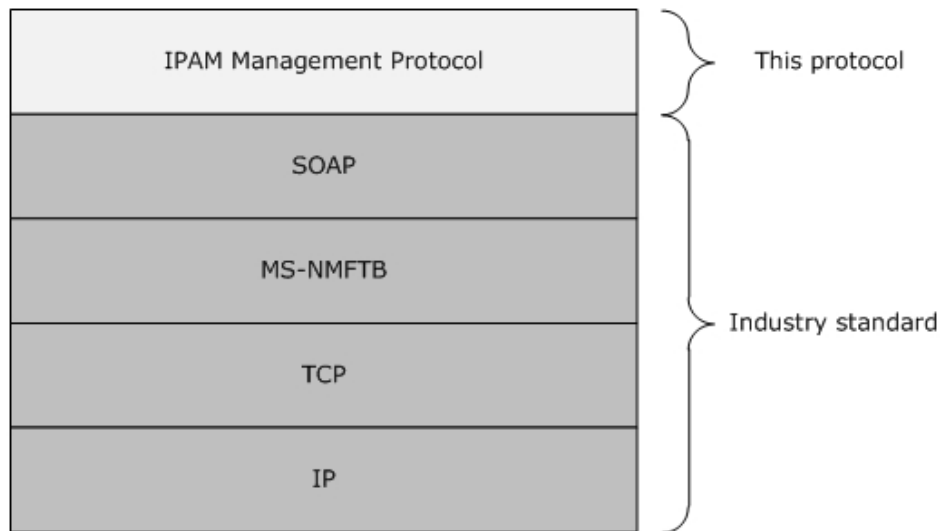 IPAM Management Protocol
This protocol
SOAP
MS-NMFTB
Industry standard
TCP
IP